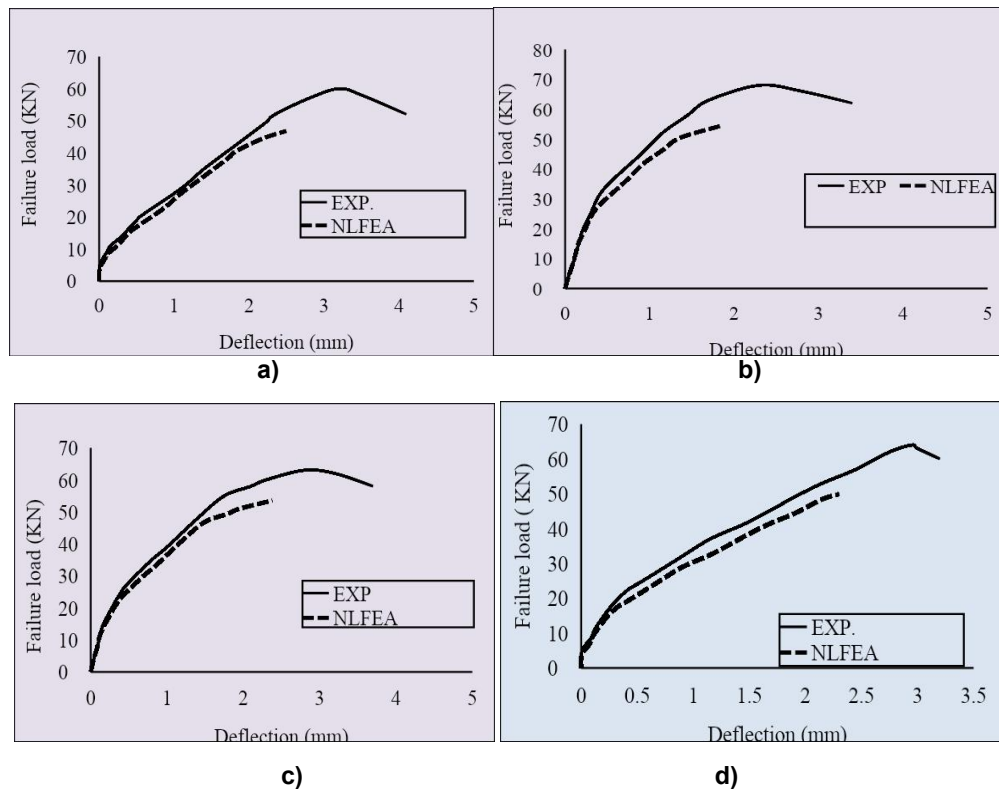 70
60
50
40
30
20
10
0
Failure load (KN)
EXP.
NLFEA
0 1 2 3 4 5
Deflection (mm)
a)
80
70
60
50
40
30
20
10
0
Failure load (KN)
EXP NLFEA
0 1 2 3 4 5
Deflection (mm)
b)
70
60
50
40
30
20
10
0
Failure load (KN)
EXP
NLFEA
0 1 2 3 4 5
Deflection (mm)
c)
70
60
50
40
30
20
10
0
Failure load ( KN)
EXP.
NLFEA
0 0.5 1 1.5 2 2.5 3 3.5
Deflection (mm)
d)